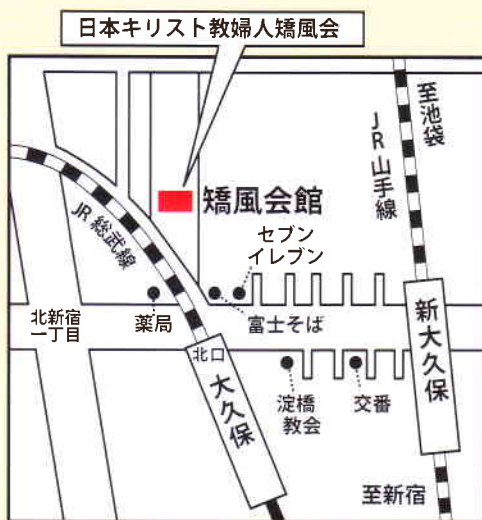 日本キリスト教婦人矯風会
至池袋
JR山手線
矯風会館
JR 総武線
セブン
イレブン
北新宿
一丁目
薬局
富士そば
新大久保
北口
大久保
淀橋
教会
交番
至新宿